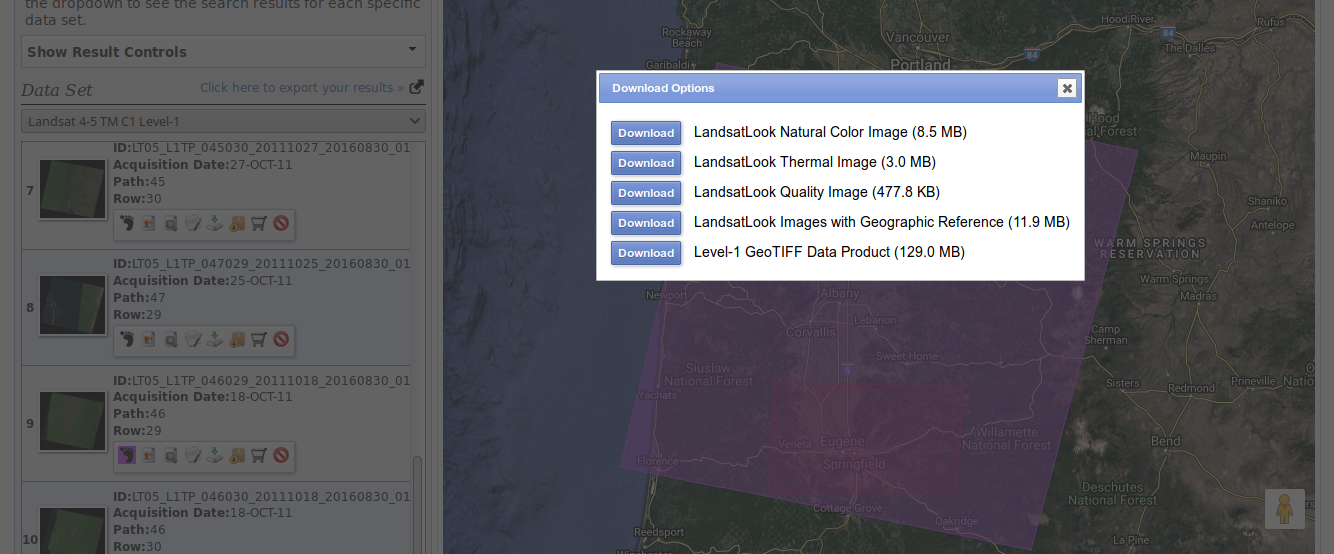 the dropdown to see the search results for each specific
data set.
Show Result Controls
Data Set
Click here to export your results »
Landsat 4-5 TM C1 Level-1
7
ID:LT05_L1TP_045030_20111027_20160830_01
Acquisition Date:27-OCT-11
Path:45
Row:30
8
ID:LT05_L1TP_047029_20111025_20160830_01
Acquisition Date:25-OCT-11
Path:47
Row:29
9
ID:LT05_L1TP_046029_20111018_20160830_01
Acquisition Date:18-OCT-11
Path:46
Row:29
10
ID:LT05_L1TP_046030_20111018_20160830_01
Acquisition Date:18-OCT-11
Path:46
Row:30
Download Options
Download LandsatLook Natural Color Image (8.5 MB)
Download LandsatLook Thermal Image (3.0 MB)
Download LandsatLook Quality Image (477.8 KB)
Download LandsatLook Images with Geographic Reference (11.9 MB)
Download Level-1 GeoTIFF Data Product (129.0 MB)
Rockaway
Beach
Garibaldi
Vancouver
Portland
84
Hood River
84
Rufus
The Dalles
Hood
al Forest
Maupin
Shaniko
Antelope
WARM SPRINGS
RESERVATION
Warm Springs
Madras
Newport
Albany
Corvallis
Lebanon
Sweet Home
5
Camp
Sherman
Siuslaw
National Forest
Yachats
Sisters
Redmond
Prineville
O
Natio
Veneta
Eugene
Springfield
Willamette
National Forest
Bend
Florence
Deschutes
National Forest
Cottage Grove
Oakridge
Reedsport
La Pine